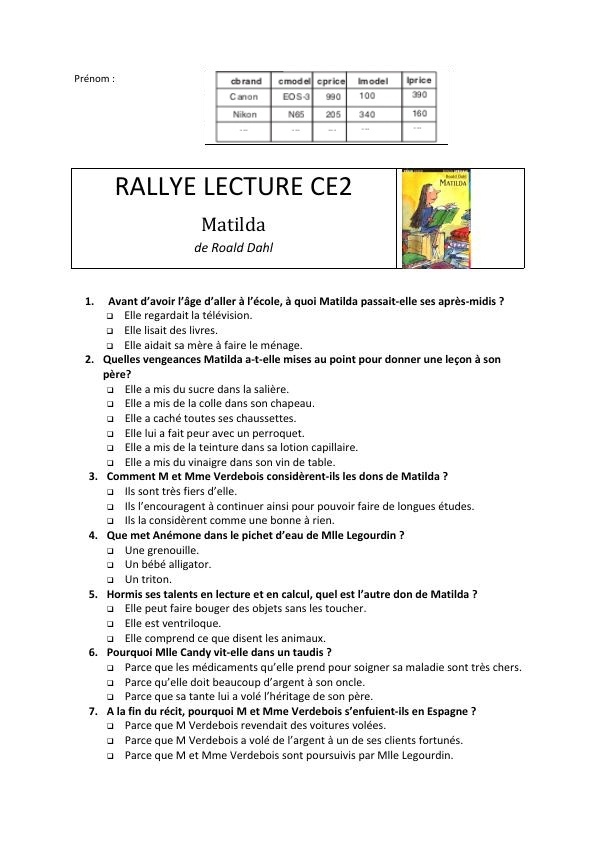 Prénom :
cbrand cmodel cprice lmodel lprice
Canon EOS-3 990 100 390
Nikon N65 205 340 160
... ... ... ... ...
RALLYE LECTURE CE2
Matilda
de Roald Dahl
Roald Dahl
MATILDA
1. Avant d’avoir l’âge d’aller à l’école, à quoi Matilda passait-elle ses après-midis ?
❑ Elle regardait la télévision.
❑ Elle lisait des livres.
❑ Elle aidait sa mère à faire le ménage.
2. Quelles vengeances Matilda a-t-elle mises au point pour donner une leçon à son
père?
❑ Elle a mis du sucre dans la salière.
❑ Elle a mis de la colle dans son chapeau.
❑ Elle a caché toutes ses chaussettes.
❑ Elle lui a fait peur avec un perroquet.
❑ Elle a mis de la teinture dans sa lotion capillaire.
❑ Elle a mis du vinaigre dans son vin de table.
3. Comment M et Mme Verdebois considèrent-ils les dons de Matilda ?
❑ Ils sont très fiers d’elle.
❑ Ils l’encouragent à continuer ainsi pour pouvoir faire de longues études.
❑ Ils la considèrent comme une bonne à rien.
4. Que met Anémone dans le pichet d’eau de Mlle Legourdin ?
❑ Une grenouille.
❑ Un bébé alligator.
❑ Un triton.
5. Hormis ses talents en lecture et en calcul, quel est l’autre don de Matilda ?
❑ Elle peut faire bouger des objets sans les toucher.
❑ Elle est ventriloque.
❑ Elle comprend ce que disent les animaux.
6. Pourquoi Mlle Candy vit-elle dans un taudis ?
❑ Parce que les médicaments qu’elle prend pour soigner sa maladie sont très chers.
❑ Parce qu’elle doit beaucoup d’argent à son oncle.
❑ Parce que sa tante lui a volé l’héritage de son père.
7. A la fin du récit, pourquoi M et Mme Verdebois s’enfuient-ils en Espagne ?
❑ Parce que M Verdebois revendait des voitures volées.
❑ Parce que M Verdebois a volé de l’argent à un de ses clients fortunés.
❑ Parce que M et Mme Verdebois sont poursuivis par Mlle Legourdin.